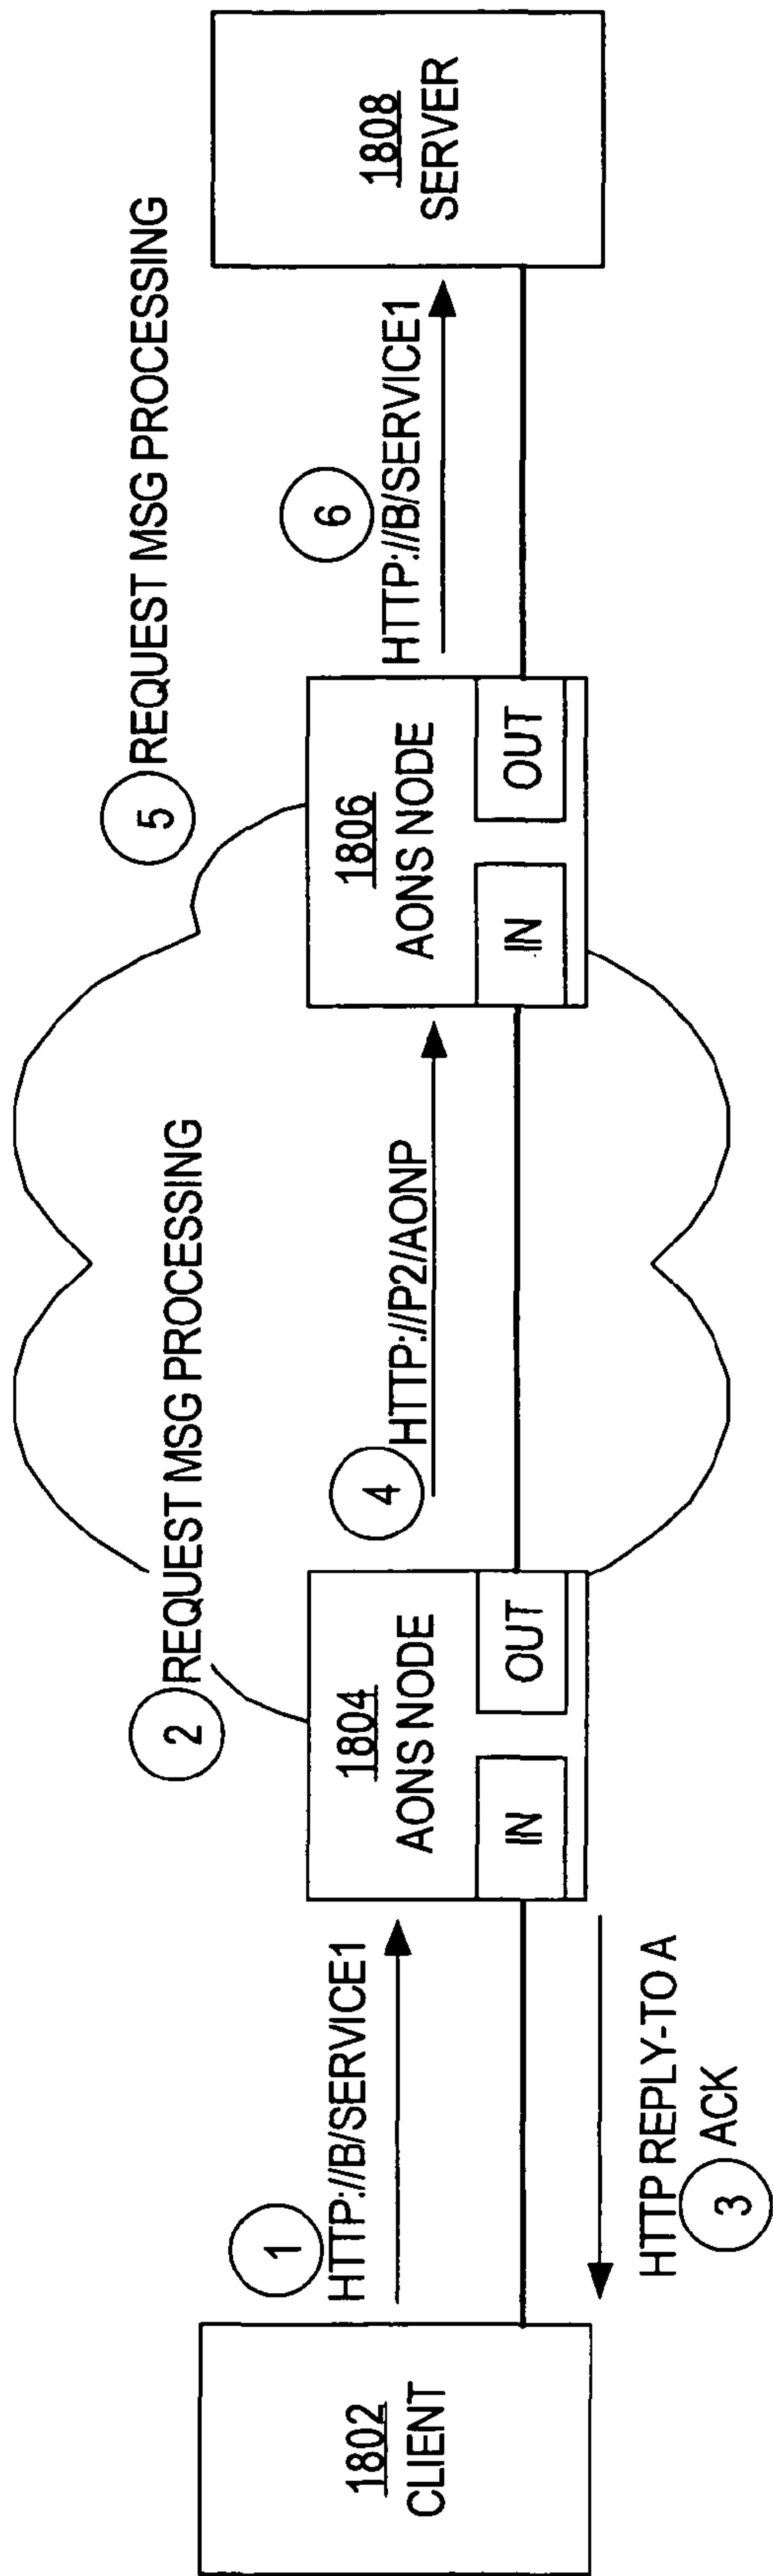 1802
CLIENT
1
HTTP://B/SERVICE1
HTTP REPLY-TO A
3 ACK
2 REQUEST MSG PROCESSING
1804
AONS NODE
IN
OUT
4
HTTP://P2/AONP
5 REQUEST MSG PROCESSING
1806
AONS NODE
IN
OUT
6
HTTP://B/SERVICE1
1808
SERVER